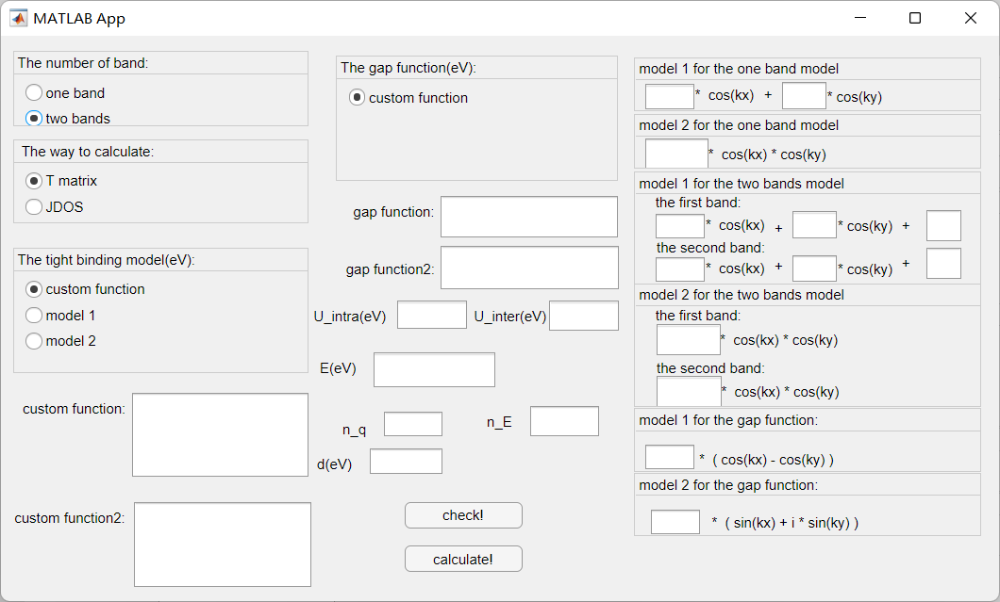 MATLAB App
The number of band:
one band
two bands
The way to calculate:
T matrix
JDOS
The tight binding model(eV):
custom function
model 1
model 2
custom function:
custom function2:
The gap function(eV):
custom function
gap function:
gap function2:
U_intra(eV) U_inter(eV)
E(eV)
n_q n_E
d(eV)
check!
calculate!
model 1 for the one band model
* cos(kx) + * cos(ky)
model 2 for the one band model
* cos(kx) * cos(ky)
model 1 for the two bands model
the first band:
* cos(kx) + * cos(ky) +
the second band:
* cos(kx) + * cos(ky) +
model 2 for the two bands model
the first band:
* cos(kx) * cos(ky)
the second band:
* cos(kx) * cos(ky)
model 1 for the gap function:
* ( cos(kx) - cos(ky) )
model 2 for the gap function:
* ( sin(kx) + i * sin(ky) )